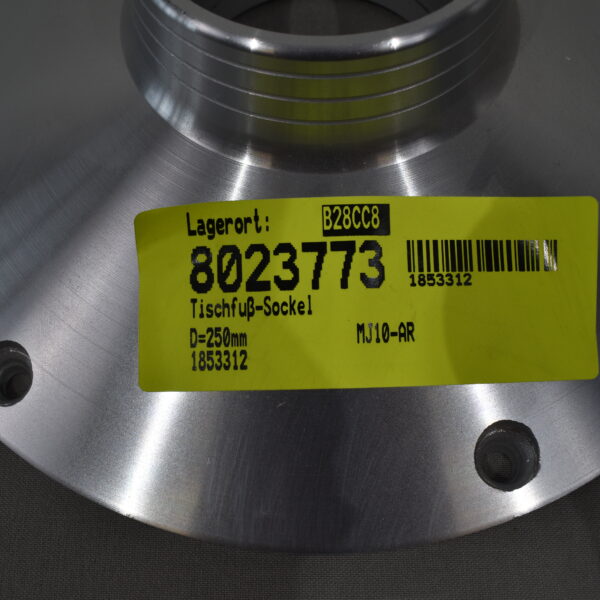 Lagerort: B28CC8
8023773
1853312
Tischfuß-Sockel
D=250mm MJ10-AR
1853312